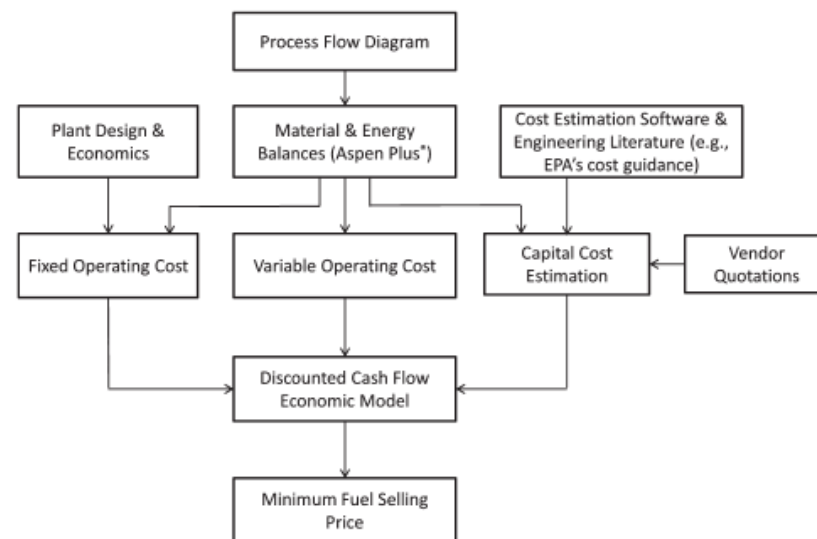 Process Flow Diagram
Plant Design &
Economics
Material & Energy
Balances (Aspen Plus®)
Cost Estimation Software &
Engineering Literature (e.g.,
EPA's cost guidance)
Fixed Operating Cost
Variable Operating Cost
Capital Cost
Estimation
Vendor
Quotations
Discounted Cash Flow
Economic Model
Minimum Fuel Selling
Price